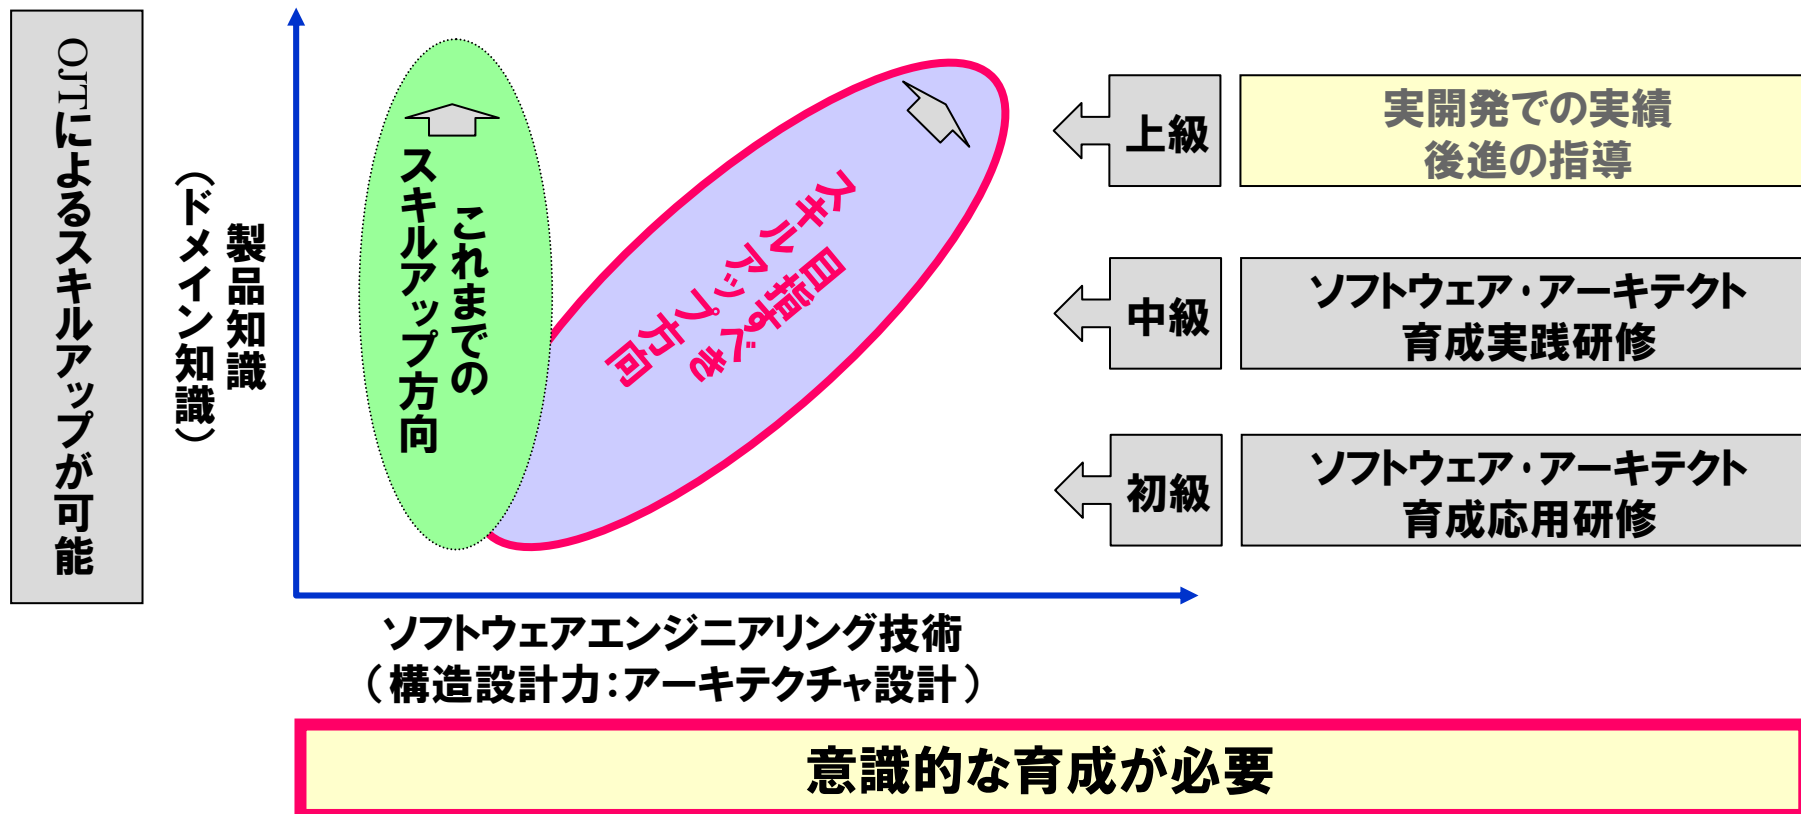 OJTによるスキルアップが可能
製品知識
（ドメイン知識）
これまでの
スキルアップ方向
目指すべき
スキルアップ方向
上級
実開発での実績
後進の指導
中級
ソフトウェア・アーキテクト
育成実践研修
初級
ソフトウェア・アーキテクト
育成応用研修
ソフトウェアエンジニアリング技術
（構造設計力：アーキテクチャ設計）
意識的な育成が必要